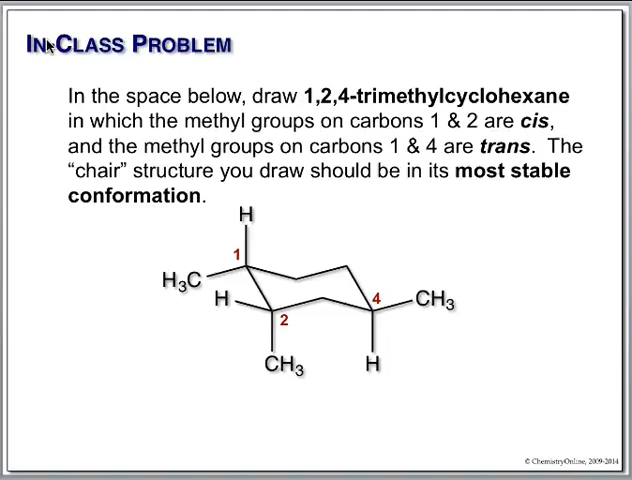 IN-CLASS PROBLEM
In the space below, draw 1,2,4-trimethylcyclohexane
in which the methyl groups on carbons 1 & 2 are cis,
and the methyl groups on carbons 1 & 4 are trans. The
“chair” structure you draw should be in its most stable
conformation.
H
1
H3C
H
4
CH3
2
CH3
H
© ChemistryOnline, 2009-2014